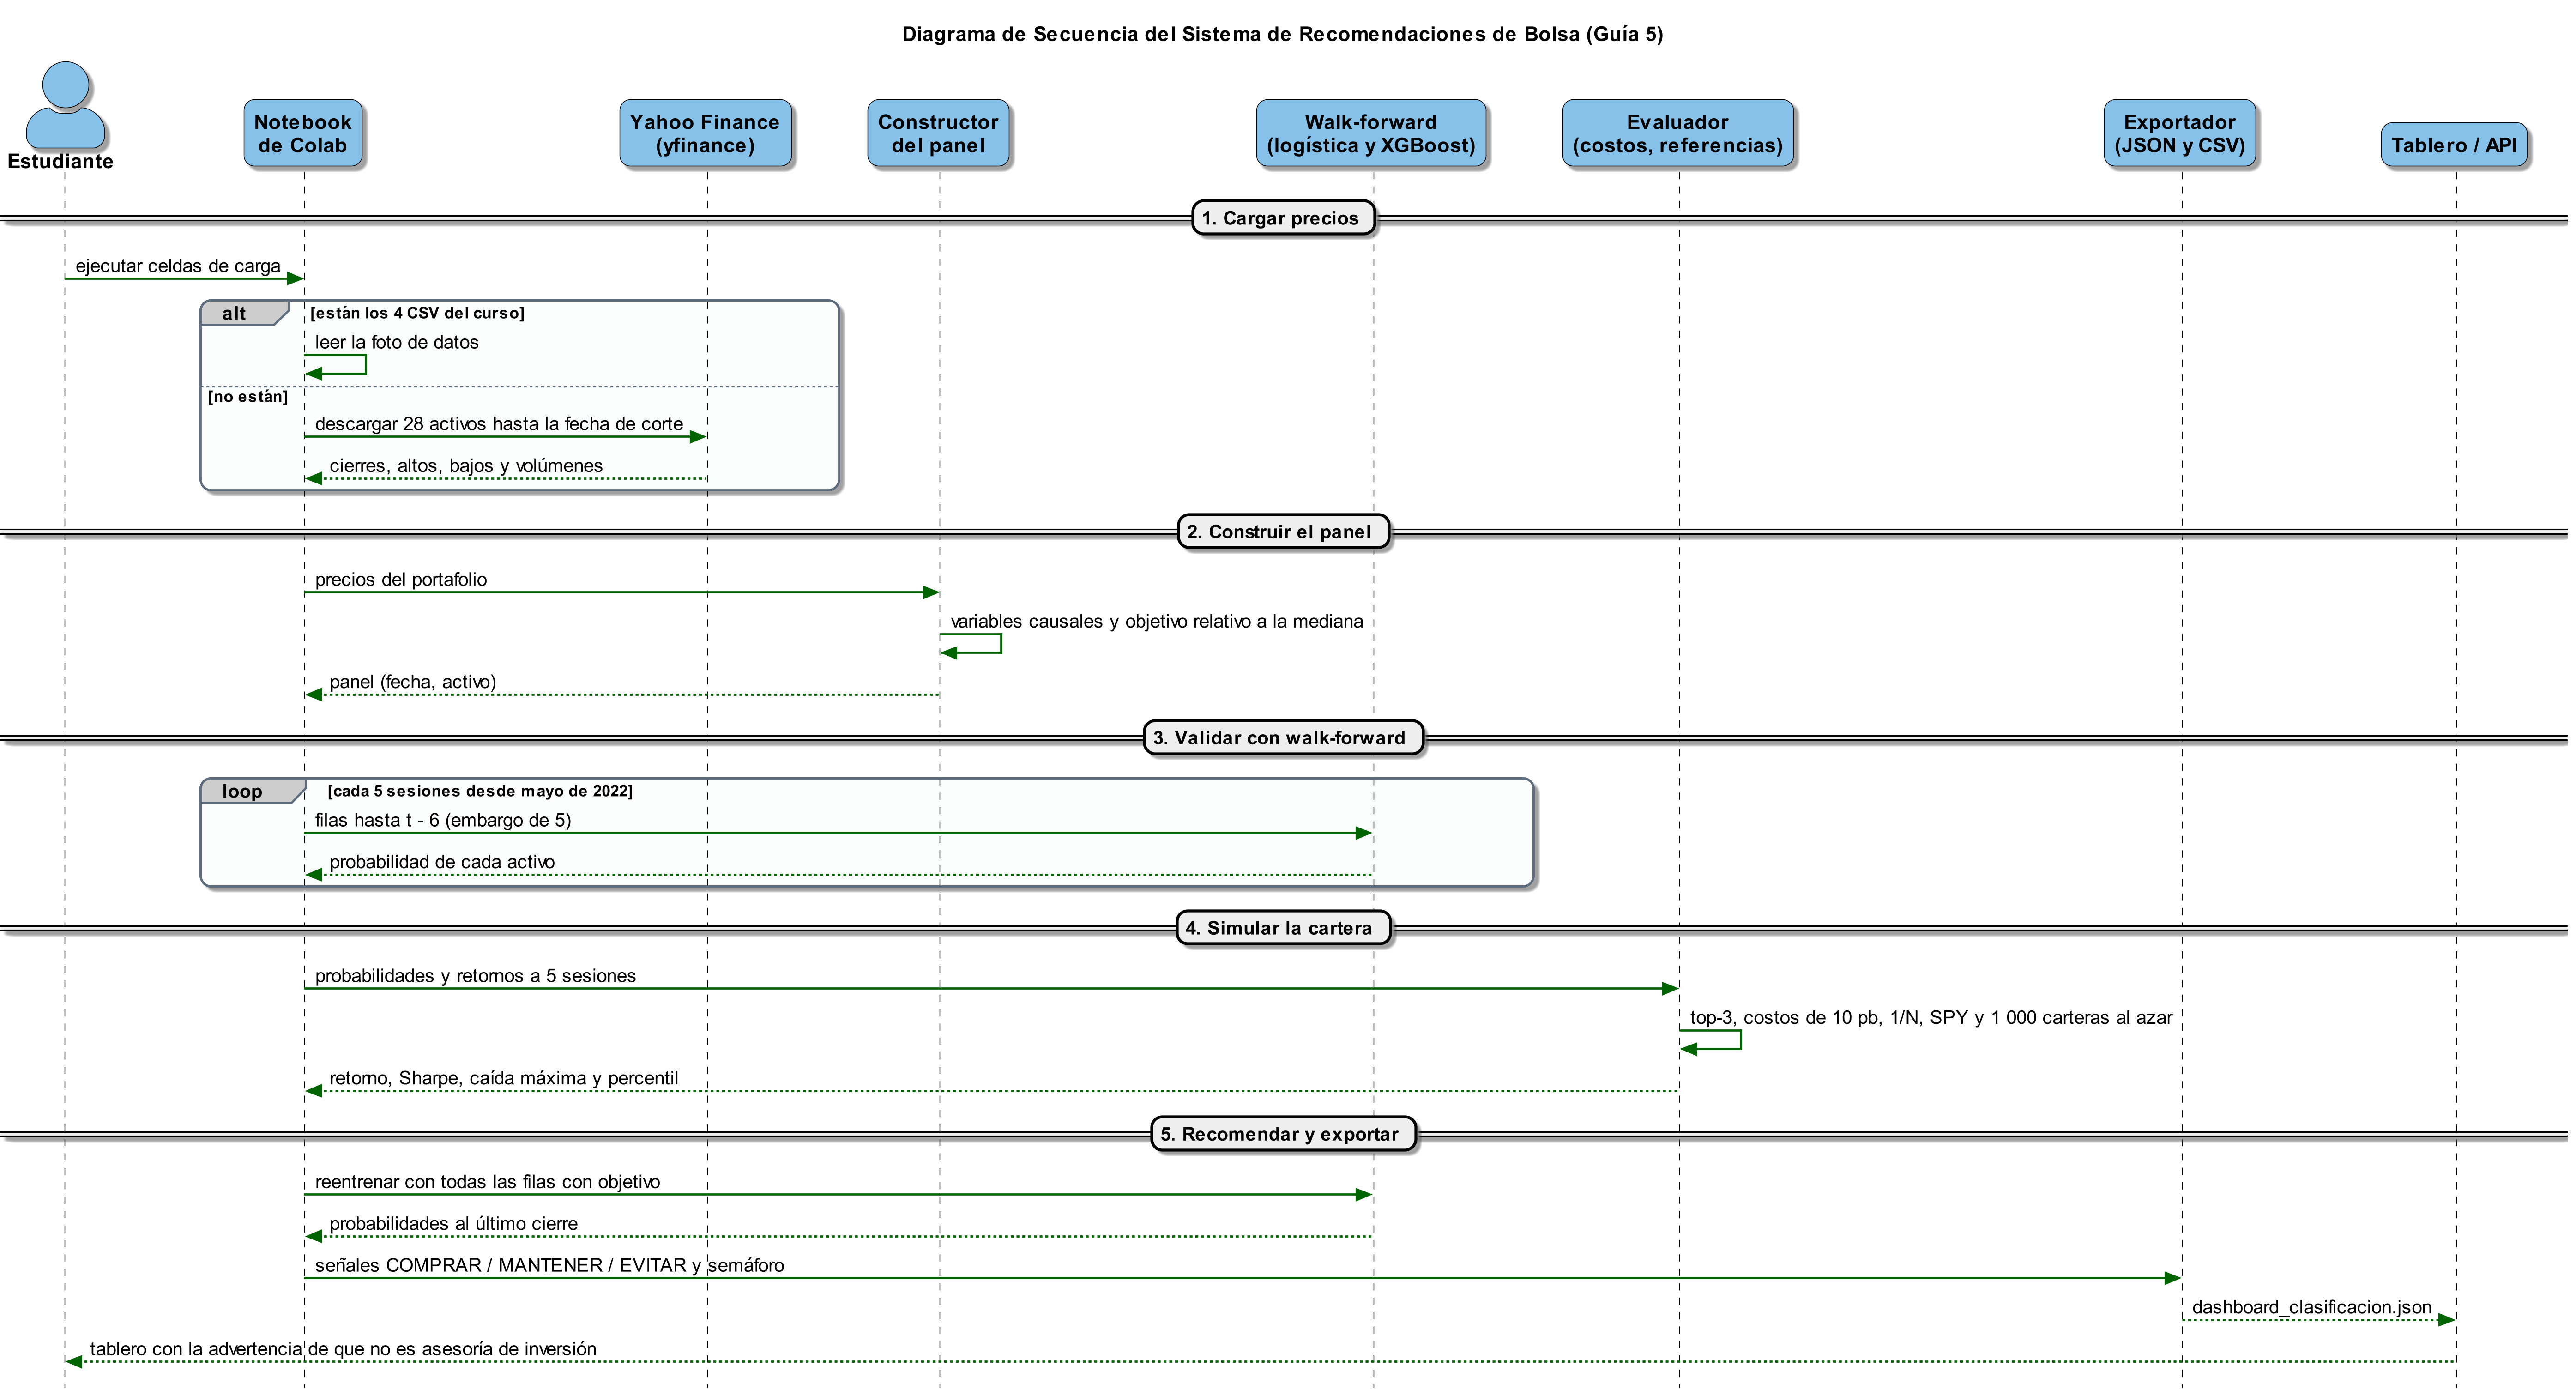 Diagrama de Secuencia del Sistema de Recomendaciones de Bolsa (Guía 5)
Estudiante
Notebook
de Colab
Yahoo Finance
(yfinance)
Constructor
del panel
Walk-forward
(logística y XGBoost)
Evaluador
(costos, referencias)
Exportador
(JSON y CSV)
Tablero / API
1. Cargar precios
ejecutar celdas de carga
alt
[están los 4 CSV del curso]
leer la foto de datos
[no están]
descargar 28 activos hasta la fecha de corte
cierres, altos, bajos y volúmenes
2. Construir el panel
precios del portafolio
variables causales y objetivo relativo a la mediana
panel (fecha, activo)
3. Validar con walk-forward
loop
[cada 5 sesiones desde mayo de 2022]
filas hasta t - 6 (embargo de 5)
probabilidad de cada activo
4. Simular la cartera
probabilidades y retornos a 5 sesiones
top-3, costos de 10 pb, 1/N, SPY y 1 000 carteras al azar
retorno, Sharpe, caída máxima y percentil
5. Recomendar y exportar
reentrenar con todas las filas con objetivo
probabilidades al último cierre
señales COMPRAR / MANTENER / EVITAR y semáforo
dashboard_clasificacion.json
tablero con la advertencia de que no es asesoría de inversión